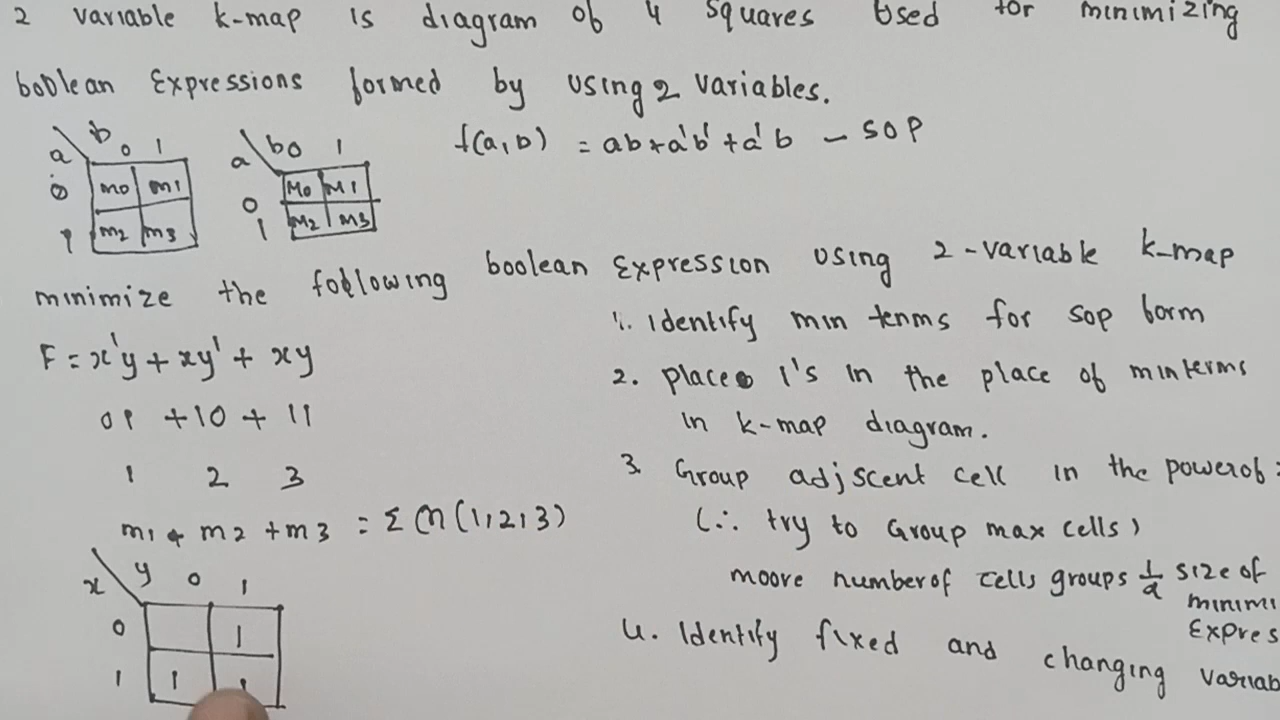 2 variable k-map is diagram of 4 squares used for minimizing
boolean Expressions formed by using 2 variables.
a b 0 1
0 m0 m1
1 m2 m3
a b 0 1
0 M0 M1
1 M2 M3
f(a,b) = ab+a'b'+a'b - SOP
minimize the following boolean Expression using 2-variable k-map
F = x'y + xy' + xy
01 + 10 + 11
1 2 3
m1 + m2 + m3 = Σm(1,2,3)
x y 0 1
0 1
1 1 1
1. Identify min terms for sop form
2. place 1's in the place of minterms
in k-map diagram.
3. Group adjscent cell in the powerof
(∴ try to Group max cells)
moore numberof cells groups 1/α size of
minimi
Expres
4. Identify fixed and changing variab